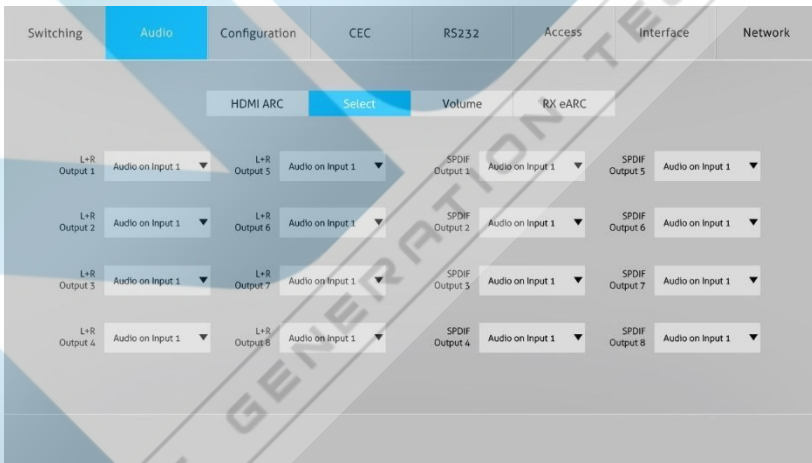 Switching Audio Configuration CEC RS232 Access Interface Network
HDMI ARC Select Volume RX eARC
L+R Output 1 Audio on Input 1 L+R Output 5 Audio on Input 1 SPDIF Output 1 Audio on Input 1 SPDIF Output 5 Audio on Input 1
L+R Output 2 Audio on Input 1 L+R Output 6 Audio on Input 1 SPDIF Output 2 Audio on Input 1 SPDIF Output 6 Audio on Input 1
L+R Output 3 Audio on Input 1 L+R Output 7 Audio on Input 1 SPDIF Output 3 Audio on Input 1 SPDIF Output 7 Audio on Input 1
L+R Output 4 Audio on Input 1 L+R Output 8 Audio on Input 1 SPDIF Output 4 Audio on Input 1 SPDIF Output 8 Audio on Input 1
GENERATION